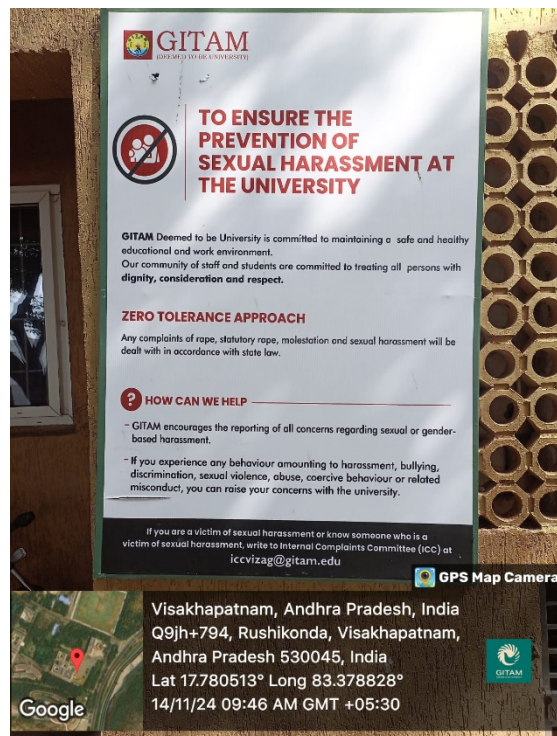 GITAM
(DEEMED TO BE UNIVERSITY)
TO ENSURE THE
PREVENTION OF
SEXUAL HARASSMENT AT
THE UNIVERSITY
GITAM Deemed to be University is committed to maintaining a safe and healthy
educational and work environment.
Our community of staff and students are committed to treating all persons with
dignity, consideration and respect.
ZERO TOLERANCE APPROACH
Any complaints of rape, statutory rape, molestation and sexual harassment will be
dealt with in accordance with state law.
? HOW CAN WE HELP
- GITAM encourages the reporting of all concerns regarding sexual or gender-
based harassment.
- If you experience any behaviour amounting to harassment, bullying,
discrimination, sexual violence, abuse, coercive behaviour or related
misconduct, you can raise your concerns with the university.
If you are a victim of sexual harassment or know someone who is a
victim of sexual harassment, write to Internal Complaints Committee (ICC) at
iccvizag@gitam.edu
GPS Map Camera
Visakhapatnam, Andhra Pradesh, India
Q9jh+794, Rushikonda, Visakhapatnam,
Andhra Pradesh 530045, India
Lat 17.780513° Long 83.378828°
14/11/24 09:46 AM GMT +05:30
Google
GITAM